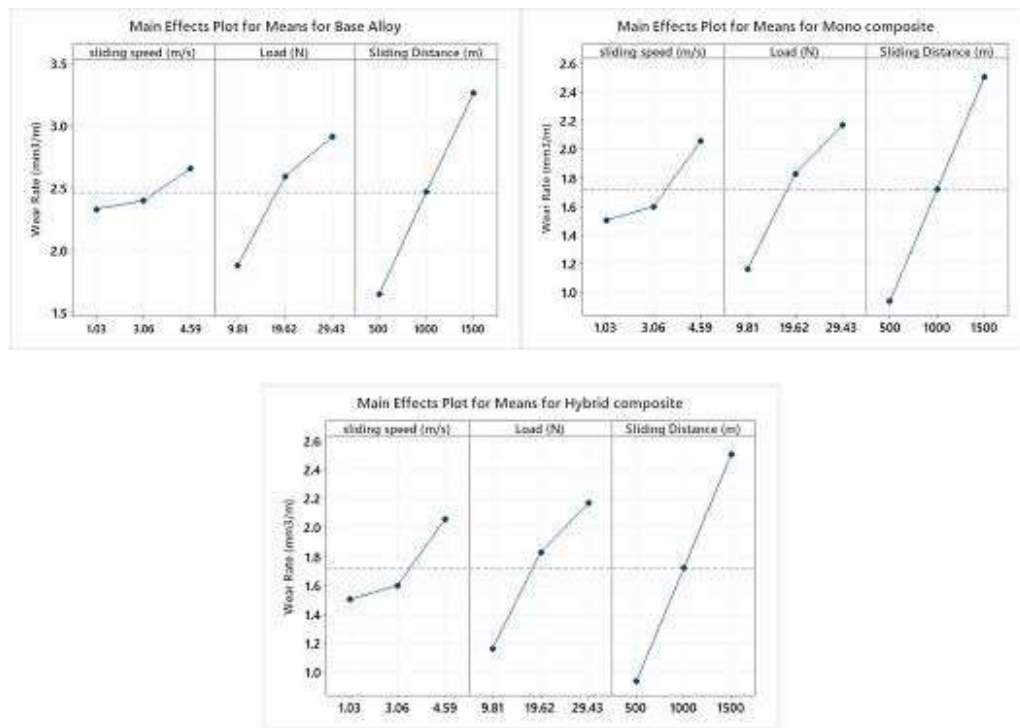 Main Effects Plot for Means for Base Alloy
sliding speed (m/s) Load (N) Sliding Distance (m)
3.5
3.0
2.5
2.0
1.5
Wear Rate (mm3/m)
1.03 3.06 4.59 9.81 19.62 29.43 500 1000 1500
Main Effects Plot for Means for Mono composite
sliding speed (m/s) Load (N) Sliding Distance (m)
2.6
2.4
2.2
2.0
1.8
1.6
1.4
1.2
1.0
Wear Rate (mm3/m)
1.03 3.06 4.59 9.81 19.62 29.43 500 1000 1500
Main Effects Plot for Means for Hybrid composite
sliding speed (m/s) Load (N) Sliding Distance (m)
2.6
2.4
2.2
2.0
1.8
1.6
1.4
1.2
1.0
Wear Rate (mm3/m)
1.03 3.06 4.59 9.81 19.62 29.43 500 1000 1500